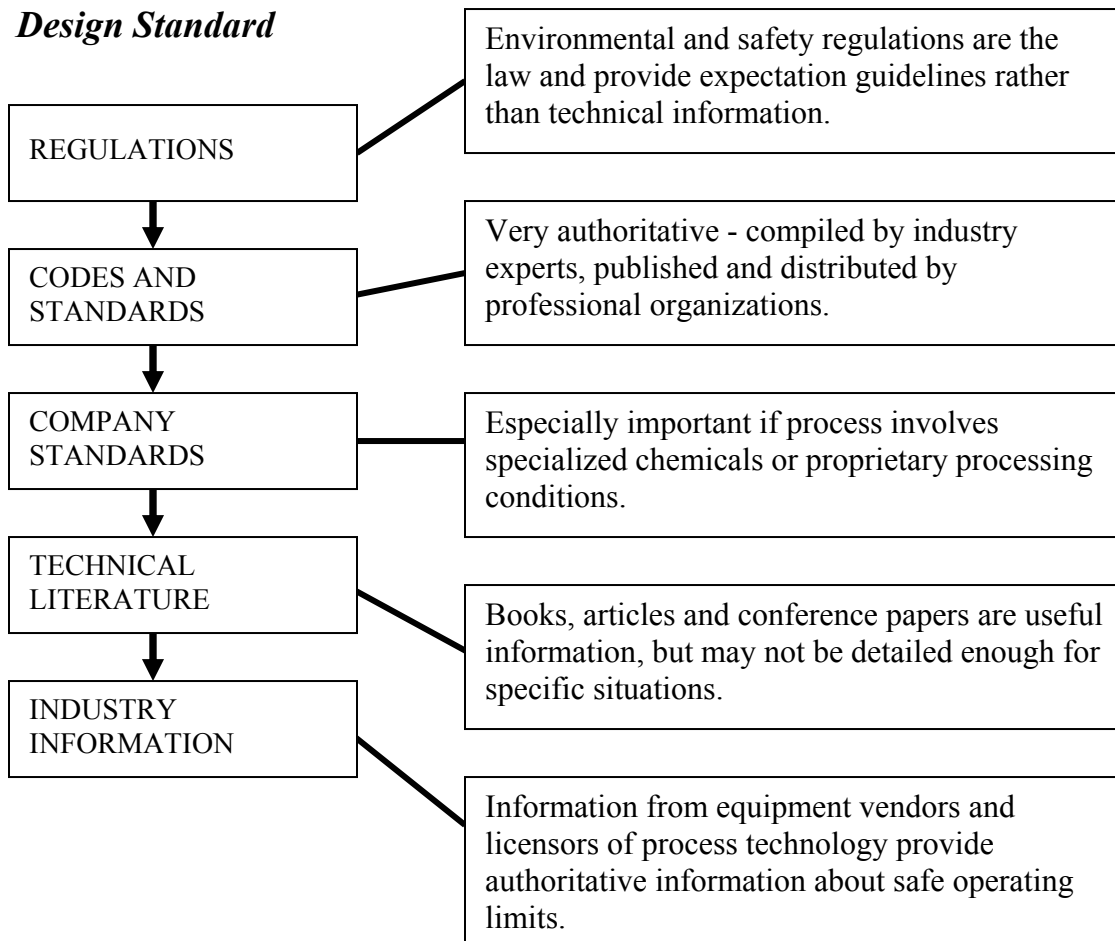 Design Standard
REGULATIONS
Environmental and safety regulations are the
law and provide expectation guidelines rather
than technical information.
CODES AND
STANDARDS
Very authoritative - compiled by industry
experts, published and distributed by
professional organizations.
COMPANY
STANDARDS
Especially important if process involves
specialized chemicals or proprietary processing
conditions.
TECHNICAL
LITERATURE
Books, articles and conference papers are useful
information, but may not be detailed enough for
specific situations.
INDUSTRY
INFORMATION
Information from equipment vendors and
licensors of process technology provide
authoritative information about safe operating
limits.